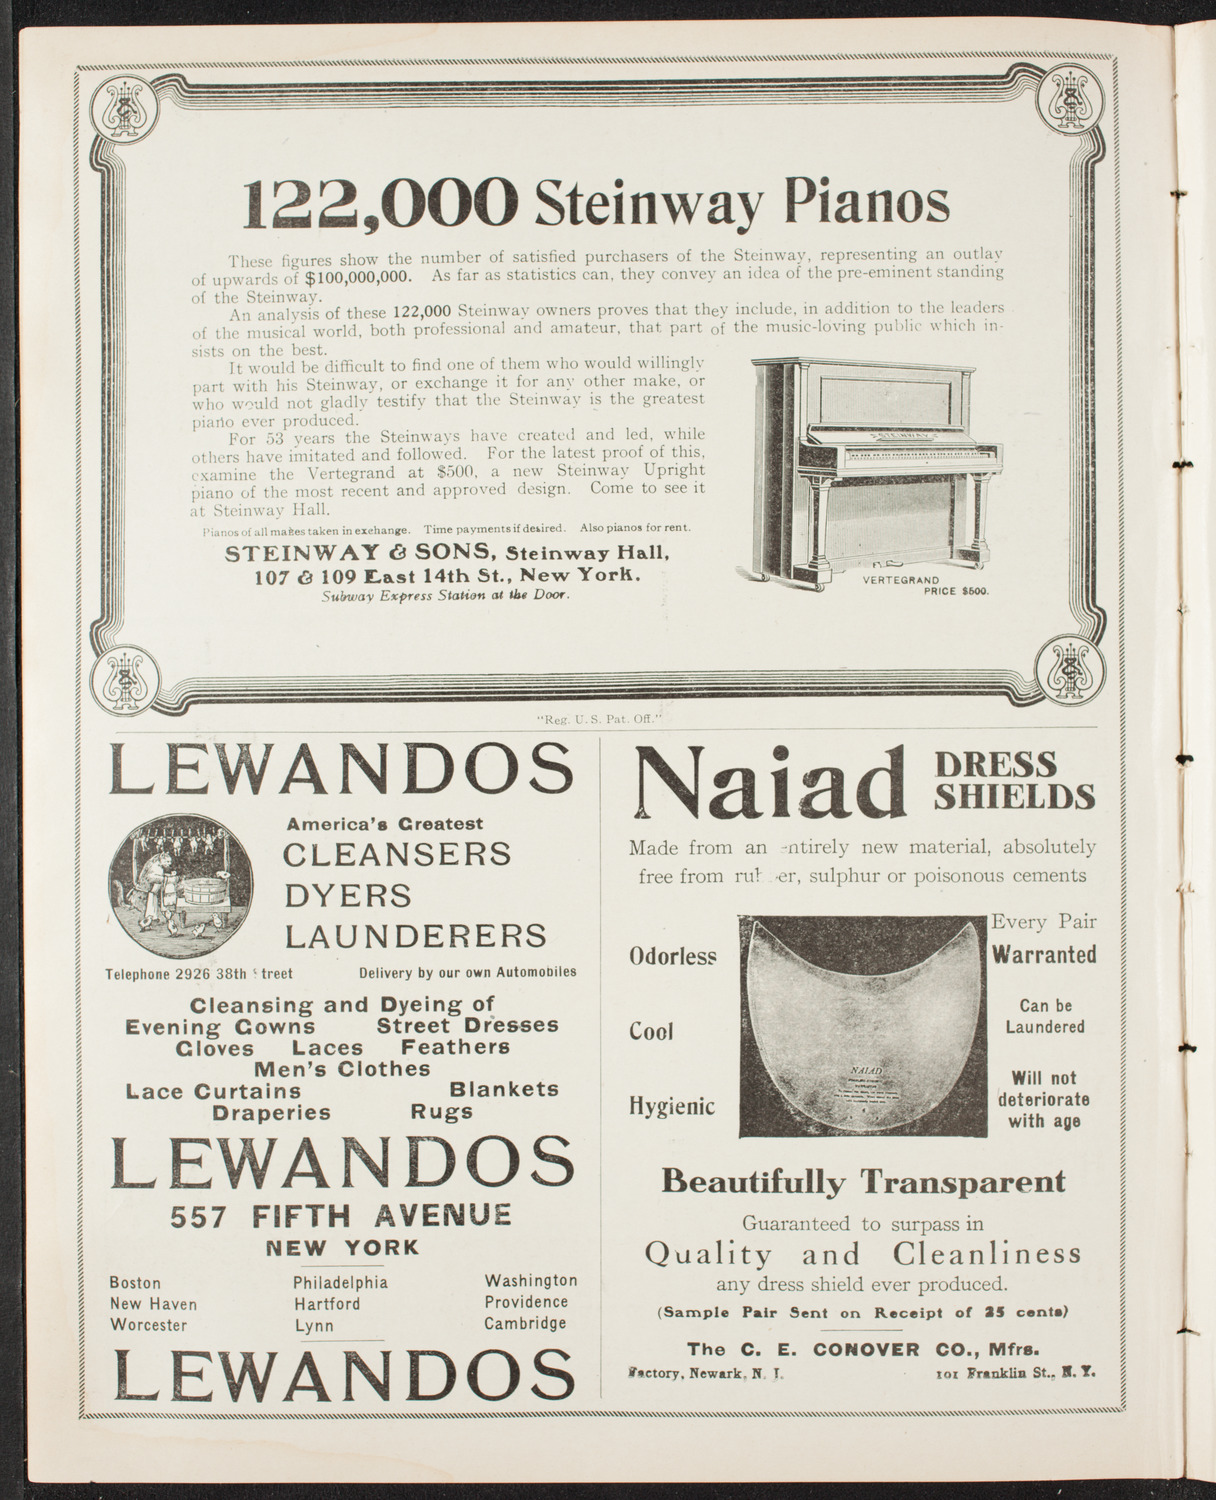 122,000 Steinway Pianos
These figures show the number of satisfied purchasers of the Steinway, representing an outlay
of upwards of $100,000,000. As far as statistics can, they convey an idea of the pre-eminent standing
of the Steinway.
An analysis of these 122,000 Steinway owners proves that they include, in addition to the leaders
of the musical world, both professional and amateur, that part of the music-loving public which in-
sists on the best.
It would be difficult to find one of them who would willingly
part with his Steinway, or exchange it for any other make, or
who would not gladly testify that the Steinway is the greatest
piano ever produced.
For 53 years the Steinways have created and led, while
others have imitated and followed. For the latest proof of this,
examine the Vertegrand at $500, a new Steinway Upright
piano of the most recent and approved design. Come to see it
at Steinway Hall.
Pianos of all makes taken in exchange. Time payments if desired. Also pianos for rent.
STEINWAY & SONS, Steinway Hall,
107 & 109 East 14th St., New York.
Subway Express Station at the Door.
STEINWAY
VERTEGRAND
PRICE $500.
"Reg. U. S. Pat. Off."
LEWANDOS
America's Greatest
CLEANSERS
DYERS
LAUNDERERS
Telephone 2926 38th Street Delivery by our own Automobiles
Cleansing and Dyeing of
Evening Gowns Street Dresses
Gloves Laces Feathers
Men's Clothes
Lace Curtains Blankets
Draperies Rugs
LEWANDOS
557 FIFTH AVENUE
NEW YORK
Boston Philadelphia Washington
New Haven Hartford Providence
Worcester Lynn Cambridge
LEWANDOS
Naiad DRESS
SHIELDS
Made from an entirely new material, absolutely
free from rubber, sulphur or poisonous cements
Odorless
Cool
Hygienic
NAIAD
Every Pair
Warranted
Can be
Laundered
Will not
deteriorate
with age
Beautifully Transparent
Guaranteed to surpass in
Quality and Cleanliness
any dress shield ever produced.
(Sample Pair Sent on Receipt of 25 cents)
The C. E. CONOVER CO., Mfrs.
Factory, Newark, N. J. 101 Franklin St., N. Y.